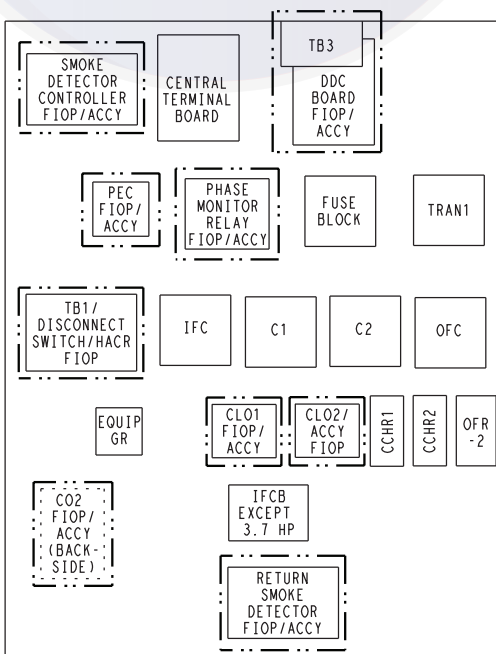 SMOKE
DETECTOR
CONTROLLER
FIOP/ACCY
CENTRAL
TERMINAL
BOARD
TB3
DDC
BOARD
FIOP/
ACCY
PEC
FIOP/
ACCY
PHASE
MONITOR
RELAY
FIOP/ACCY
FUSE
BLOCK
TRAN1
TB1/
DISCONNECT
SWITCH/HACR
FIOP
IFC
C1
C2
OFC
EQUIP
GR
CLO1
FIOP/
ACCY
CLO2/
ACCY
FIOP
CCHR1
CCHR2
OFR
-2
CO2
FIOP/
ACCY
(BACK-
SIDE)
IFCB
EXCEPT
3.7 HP
RETURN
SMOKE
DETECTOR
FIOP/ACCY